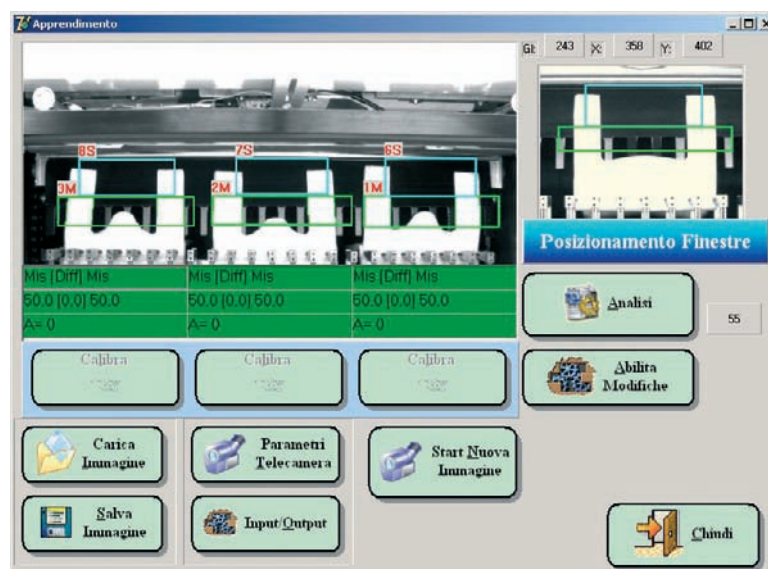 Apprendimento
Gl: 243 X: 358 Y: 402
8S 7S 6S
3M 2M 1M
Posizionamento Finestre
Mis [Diff] Mis Mis [Diff] Mis Mis [Diff] Mis
50.0 [0.0] 50.0 50.0 [0.0] 50.0 50.0 [0.0] 50.0
A= 0 A= 0 A= 0
Analisi
55
Calibra Calibra Calibra
Abilita
Modifiche
Carica
Immagine
Parametri
Telecamera
Start Nuova
Immagine
Salva
Immagine
Input/Output
Chiudi